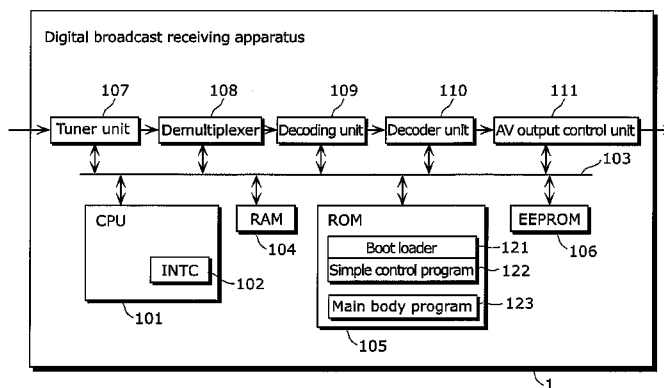 Digital broadcast receiving apparatus
107 108 109 110 111
Tuner unit Demultiplexer Decoding unit Decoder unit AV output control unit
103
CPU RAM ROM EEPROM
104 106
Boot loader 121
INTC 102 Simple control program 122
Main body program 123
101 105
1